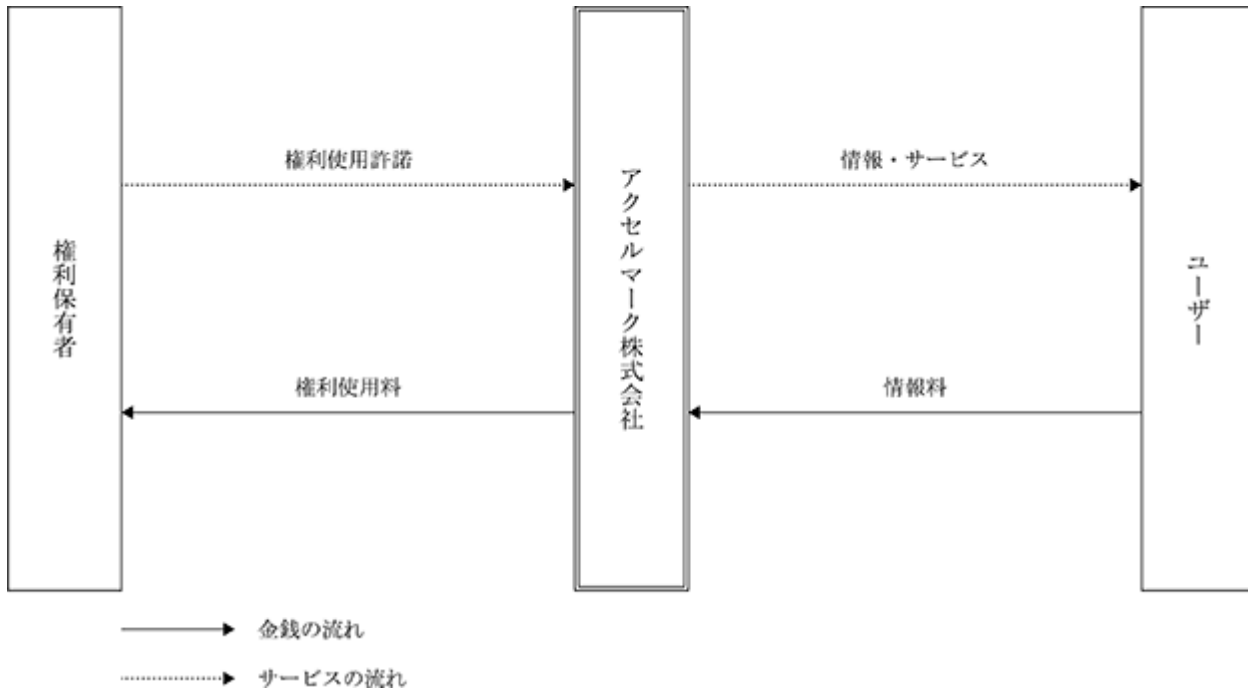 権利保有者
権利使用許諾
権利使用料
アクセルマーク株式会社
情報・サービス
情報料
ユーザー
金銭の流れ
サービスの流れ